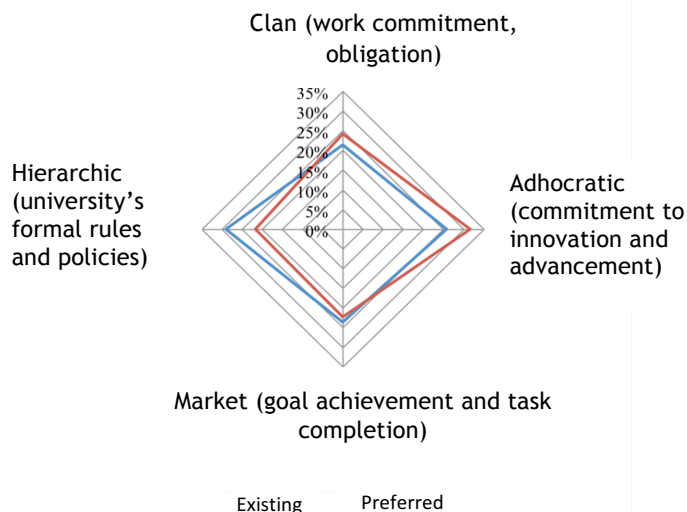 Clan (work commitment,
obligation)
35%
30%
25%
20%
15%
10%
5%
0%
Hierarchic
(university’s
formal rules
and policies)
Adhocratic
(commitment to
innovation and
advancement)
Market (goal achievement and task
completion)
Existing Preferred